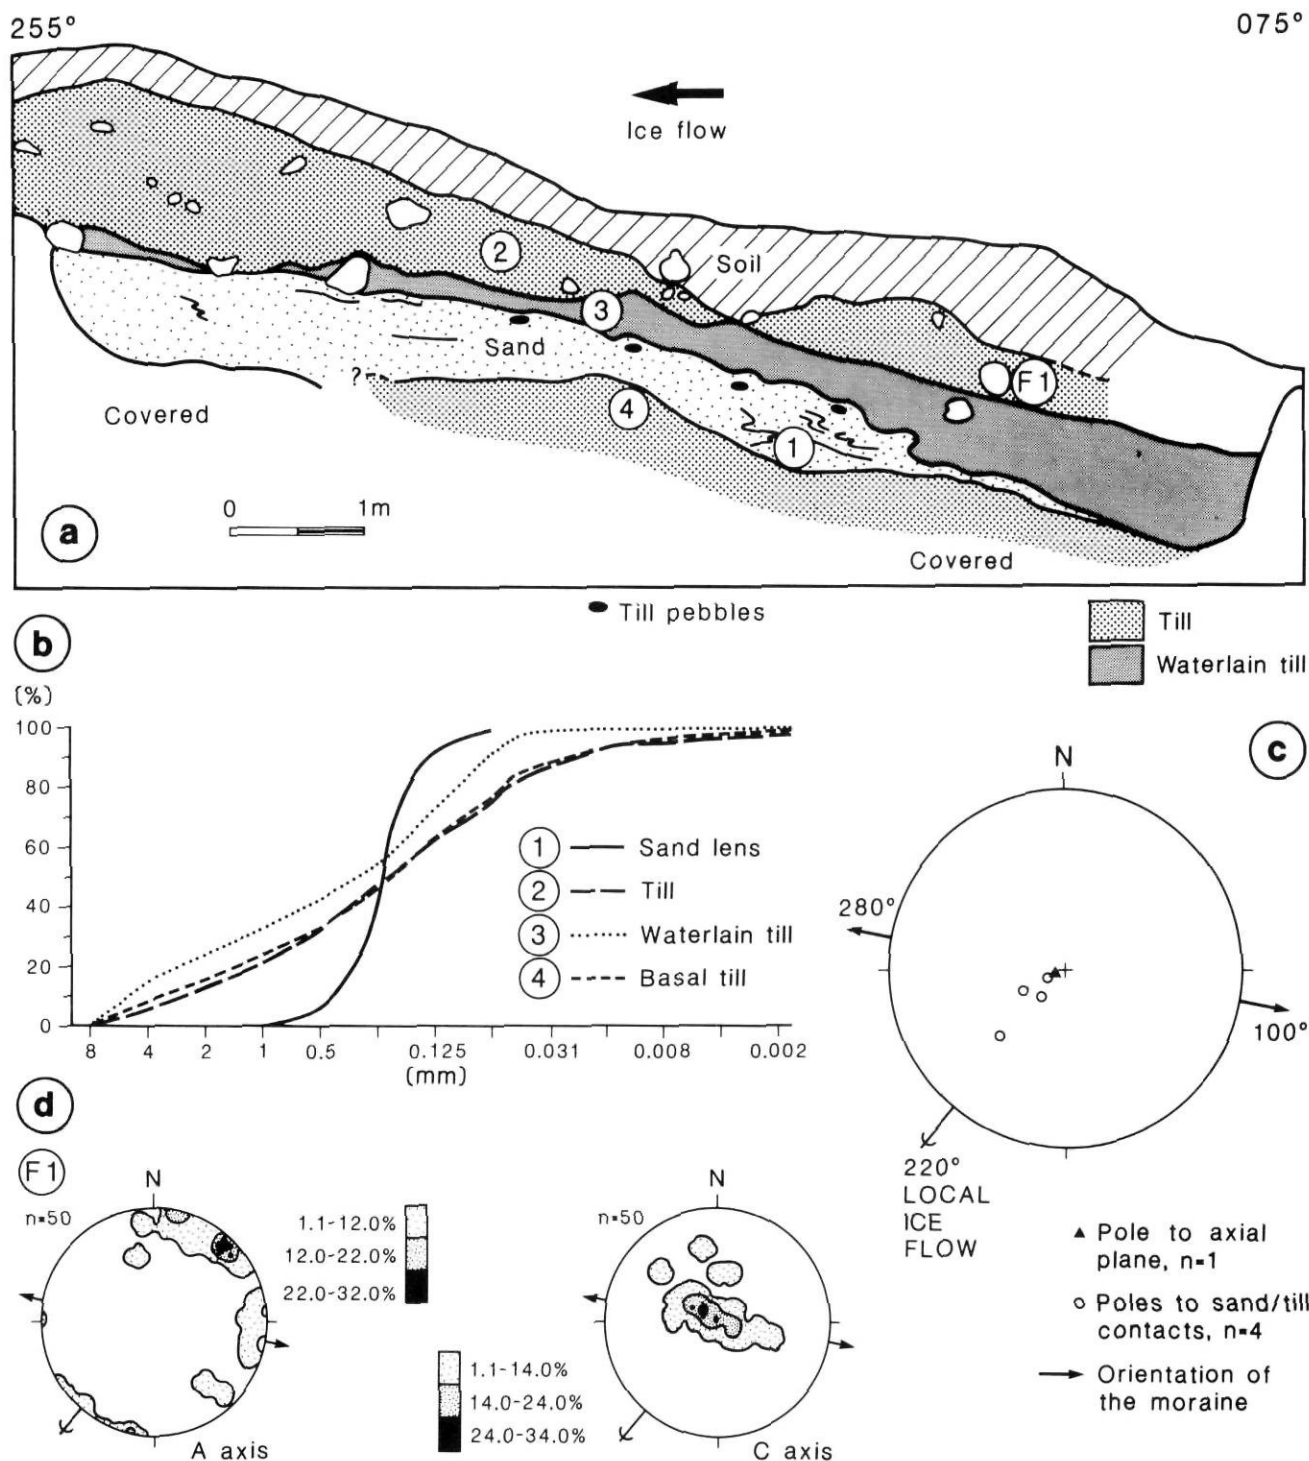 255°
075°
Ice flow
Soil
2
3
Sand
F1
?
4
1
Covered
0 1m
a
Covered
Till pebbles
Till
Waterlain till
b
(%)
100
80
60
40
20
0
8 4 2 1 0.5 0.125 0.031 0.008 0.002
(mm)
1 Sand lens
2 Till
3 Waterlain till
4 Basal till
c
N
280°
100°
220°
LOCAL
ICE
FLOW
Pole to axial
plane, n=1
Poles to sand/till
contacts, n=4
Orientation of
the moraine
d
F1
N
n=50
1.1-12.0%
12.0-22.0%
22.0-32.0%
A axis
N
n=50
1.1-14.0%
14.0-24.0%
24.0-34.0%
C axis